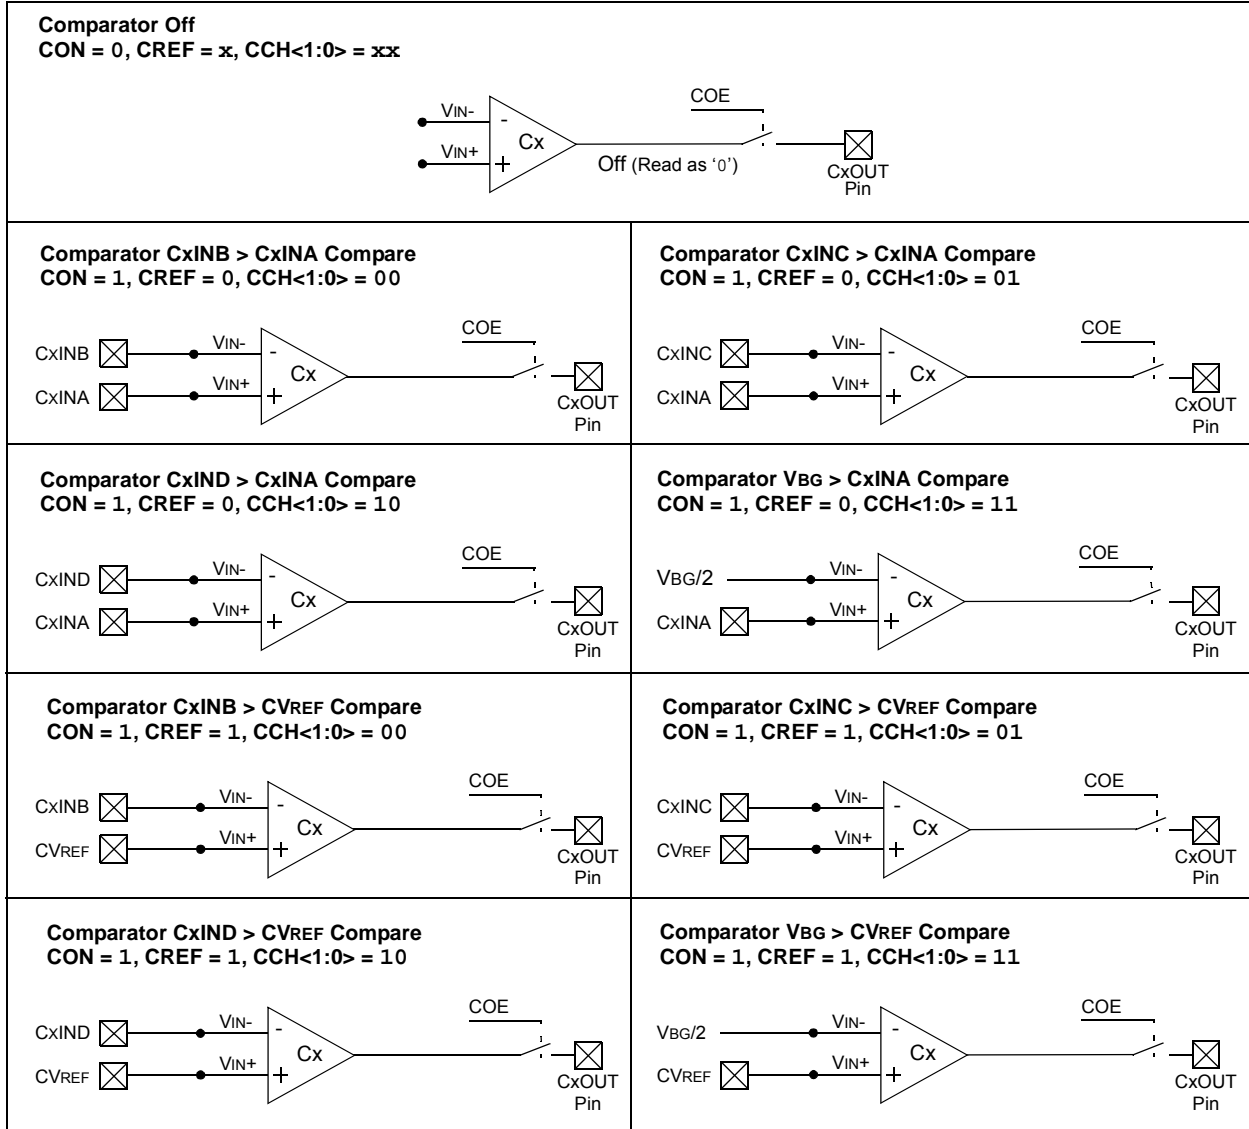 Comparator Off
CON = 0, CREF = x, CCH<1:0> = xx
COE
VIN-
-
Cx
VIN+
+
Off (Read as ‘0’)
CxOUT
Pin
Comparator CxINB > CxINA Compare
CON = 1, CREF = 0, CCH<1:0> = 00
COE
CxINB
VIN-
-
Cx
CxINA
VIN+
+
CxOUT
Pin
Comparator CxINC > CxINA Compare
CON = 1, CREF = 0, CCH<1:0> = 01
COE
CxINC
VIN-
-
Cx
CxINA
VIN+
+
CxOUT
Pin
Comparator CxIND > CxINA Compare
CON = 1, CREF = 0, CCH<1:0> = 10
COE
CxIND
VIN-
-
Cx
CxINA
VIN+
+
CxOUT
Pin
Comparator VBG > CxINA Compare
CON = 1, CREF = 0, CCH<1:0> = 11
COE
VBG/2
VIN-
-
Cx
CxINA
VIN+
+
CxOUT
Pin
Comparator CxINB > CVREF Compare
CON = 1, CREF = 1, CCH<1:0> = 00
COE
CxINB
VIN-
-
Cx
CVREF
VIN+
+
CxOUT
Pin
Comparator CxINC > CVREF Compare
CON = 1, CREF = 1, CCH<1:0> = 01
COE
CxINC
VIN-
-
Cx
CVREF
VIN+
+
CxOUT
Pin
Comparator CxIND > CVREF Compare
CON = 1, CREF = 1, CCH<1:0> = 10
COE
CxIND
VIN-
-
Cx
CVREF
VIN+
+
CxOUT
Pin
Comparator VBG > CVREF Compare
CON = 1, CREF = 1, CCH<1:0> = 11
COE
VBG/2
VIN-
-
Cx
CVREF
VIN+
+
CxOUT
Pin